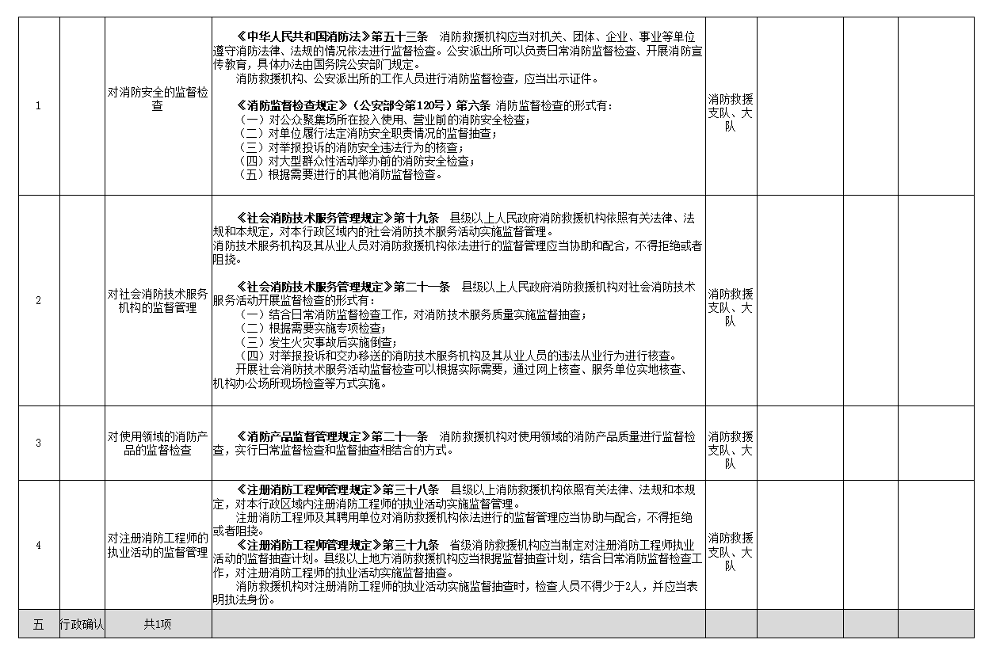 1
对消防安全的监督检
查
《中华人民共和国消防法》第五十三条　消防救援机构应当对机关、团体、企业、事业等单位
遵守消防法律、法规的情况依法进行监督检查。公安派出所可以负责日常消防监督检查、开展消防宣
传教育，具体办法由国务院公安部门规定。
消防救援机构、公安派出所的工作人员进行消防监督检查，应当出示证件。
《消防监督检查规定》（公安部令第120号）第六条 消防监督检查的形式有：
（一）对公众聚集场所在投入使用、营业前的消防安全检查；
（二）对单位履行法定消防安全职责情况的监督抽查；
（三）对举报投诉的消防安全违法行为的核查；
（四）对大型群众性活动举办前的消防安全检查；
（五）根据需要进行的其他消防监督检查。
消防救援
支队、大
队
2
对社会消防技术服务
机构的监督管理
《社会消防技术服务管理规定》第十九条　县级以上人民政府消防救援机构依照有关法律、法
规和本规定，对本行政区域内的社会消防技术服务活动实施监督管理。
消防技术服务机构及其从业人员对消防救援机构依法进行的监督管理应当协助和配合，不得拒绝或者
阻挠。
《社会消防技术服务管理规定》第二十一条　县级以上人民政府消防救援机构对社会消防技术
服务活动开展监督检查的形式有：
（一）结合日常消防监督检查工作，对消防技术服务质量实施监督抽查；
（二）根据需要实施专项检查；
（三）发生火灾事故后实施倒查；
（四）对举报投诉和交办移送的消防技术服务机构及其从业人员的违法从业行为进行核查。
开展社会消防技术服务活动监督检查可以根据实际需要，通过网上核查、服务单位实地核查、
机构办公场所现场检查等方式实施。
消防救援
支队、大
队
3
对使用领域的消防产
品的监督检查
《消防产品监督管理规定》第二十一条　消防救援机构对使用领域的消防产品质量进行监督检
查，实行日常监督检查和监督抽查相结合的方式。
消防救援
支队、大
队
4
对注册消防工程师的
执业活动的监督管理
《注册消防工程师管理规定》第三十八条　县级以上消防救援机构依照有关法律、法规和本规
定，对本行政区域内注册消防工程师的执业活动实施监督管理。
注册消防工程师及其聘用单位对消防救援机构依法进行的监督管理应当协助与配合，不得拒绝
或者阻挠。
《注册消防工程师管理规定》第三十九条　省级消防救援机构应当制定对注册消防工程师执业
活动的监督抽查计划。县级以上地方消防救援机构应当根据监督抽查计划，结合日常消防监督检查工
作，对注册消防工程师的执业活动实施监督抽查。
消防救援机构对注册消防工程师的执业活动实施监督抽查时，检查人员不得少于2人，并应当表
明执法身份。
消防救援
支队、大
队
五
行政确认
共1项